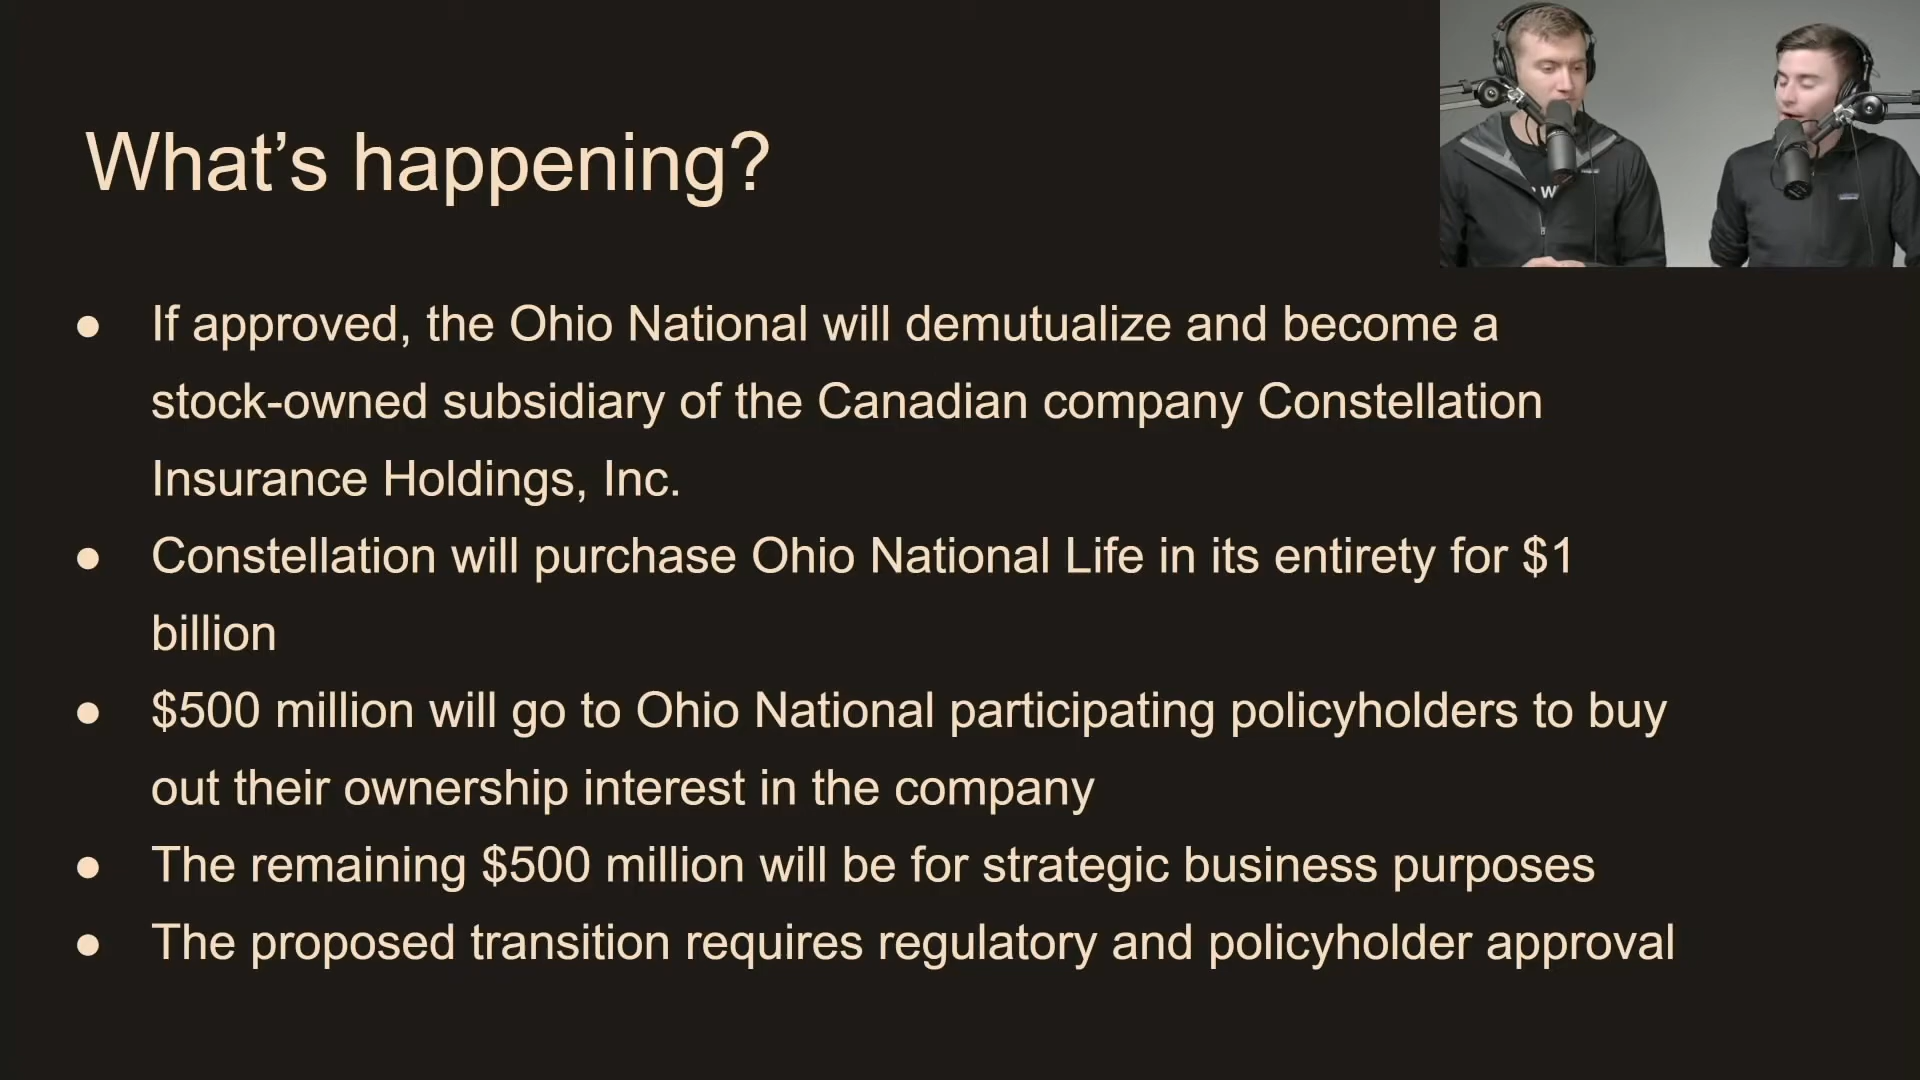 What's happening?
● If approved, the Ohio National will demutualize and become a
stock-owned subsidiary of the Canadian company Constellation
Insurance Holdings, Inc.
● Constellation will purchase Ohio National Life in its entirety for $1
billion
● $500 million will go to Ohio National participating policyholders to buy
out their ownership interest in the company
● The remaining $500 million will be for strategic business purposes
● The proposed transition requires regulatory and policyholder approval